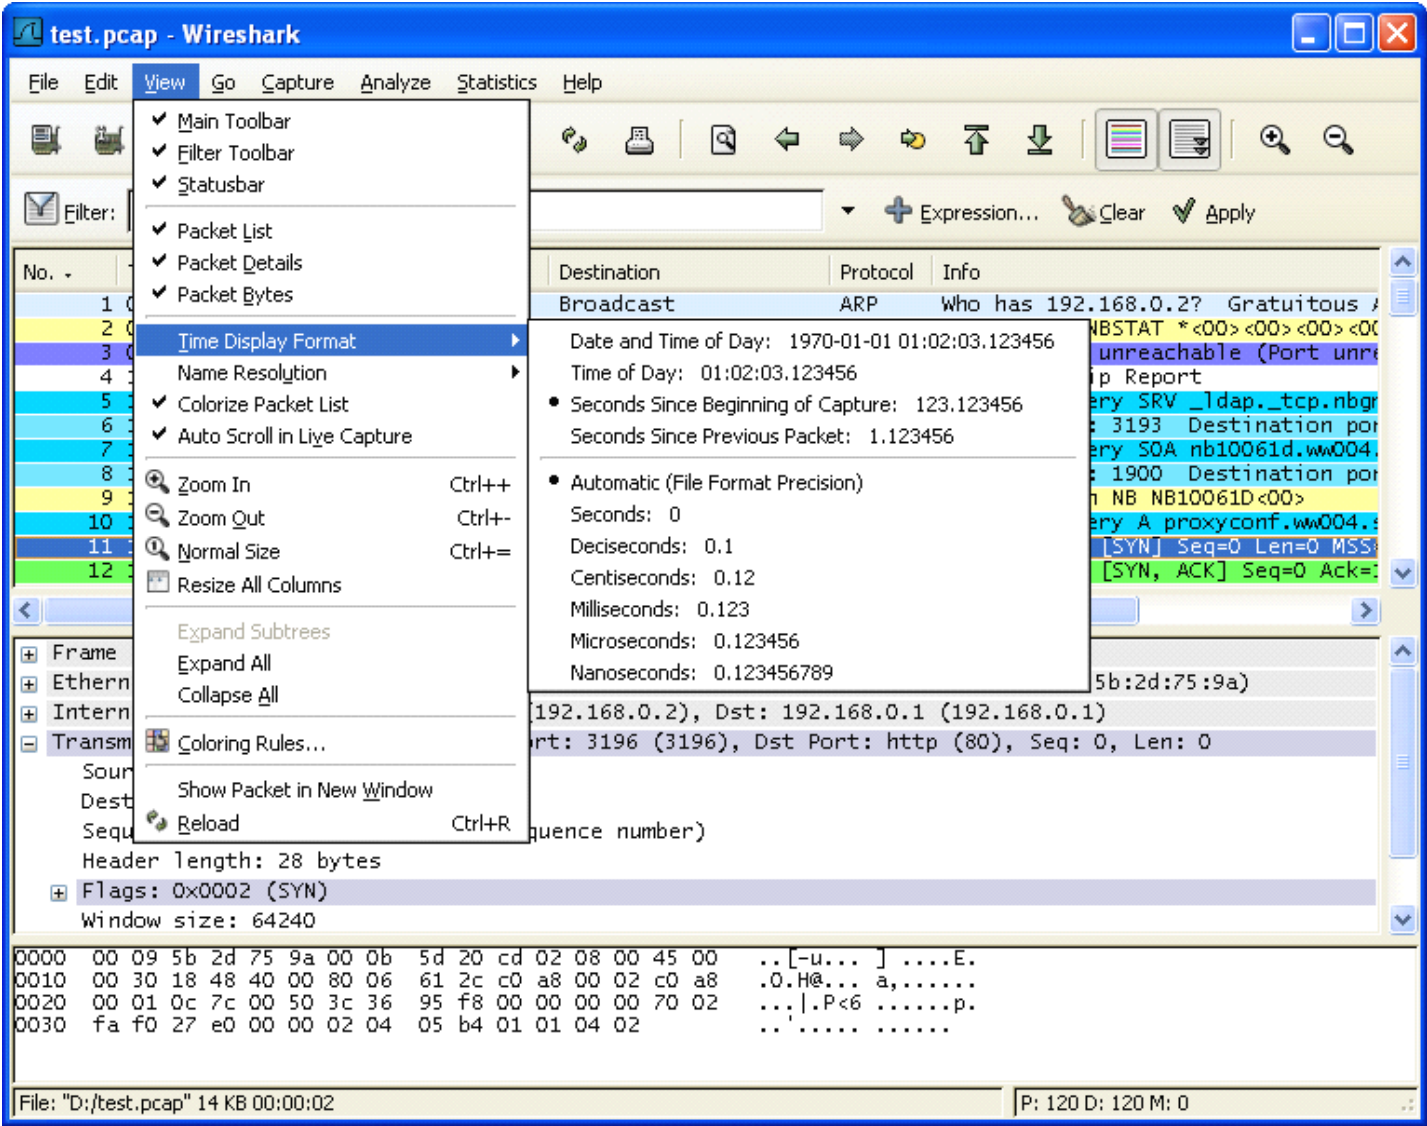 test.pcap - Wireshark
File Edit View Go Capture Analyze Statistics Help
Main Toolbar
Filter Toolbar
Statusbar
Packet List
Packet Details
Packet Bytes
Time Display Format
Name Resolution
Colorize Packet List
Auto Scroll in Live Capture
Zoom In Ctrl++
Zoom Out Ctrl+-
Normal Size Ctrl+=
Resize All Columns
Expand Subtrees
Expand All
Collapse All
Coloring Rules...
Show Packet in New Window
Reload Ctrl+R
Date and Time of Day: 1970-01-01 01:02:03.123456
Time of Day: 01:02:03.123456
Seconds Since Beginning of Capture: 123.123456
Seconds Since Previous Packet: 1.123456
Automatic (File Format Precision)
Seconds: 0
Deciseconds: 0.1
Centiseconds: 0.12
Milliseconds: 0.123
Microseconds: 0.123456
Nanoseconds: 0.123456789
Filter: Expression... Clear Apply
No. Destination Protocol Info
1 Broadcast ARP Who has 192.168.0.2? Gratuitous
2 NBSTAT *<00><00><00><00
3 unreachable (Port unre
4 ip Report
5 ery SRV _ldap._tcp.nbgr
6 : 3193 Destination por
7 ery SOA nb10061d.ww004.
8 : 1900 Destination por
9 n NB NB10061D<00>
10 ery A proxyconf.ww004.
11 [SYN] Seq=0 Len=0 MSS
12 [SYN, ACK] Seq=0 Ack=
Frame
Ethern 5b:2d:75:9a)
Intern (192.168.0.2), Dst: 192.168.0.1 (192.168.0.1)
Transm rt: 3196 (3196), Dst Port: http (80), Seq: 0, Len: 0
Sour
Dest
Sequ quence number)
Header length: 28 bytes
Flags: 0x0002 (SYN)
Window size: 64240
0000 00 09 5b 2d 75 9a 00 0b 5d 20 cd 02 08 00 45 00 ..[-u... ] ....E.
0010 00 30 18 48 40 00 80 06 61 2c c0 a8 00 02 c0 a8 .0.H@... a,......
0020 00 01 0c 7c 00 50 3c 36 95 f8 00 00 00 00 70 02 ...|.P<6 ......p.
0030 fa f0 27 e0 00 00 02 04 05 b4 01 01 04 02 ..'..... ......
File: "D:/test.pcap" 14 KB 00:00:02 P: 120 D: 120 M: 0